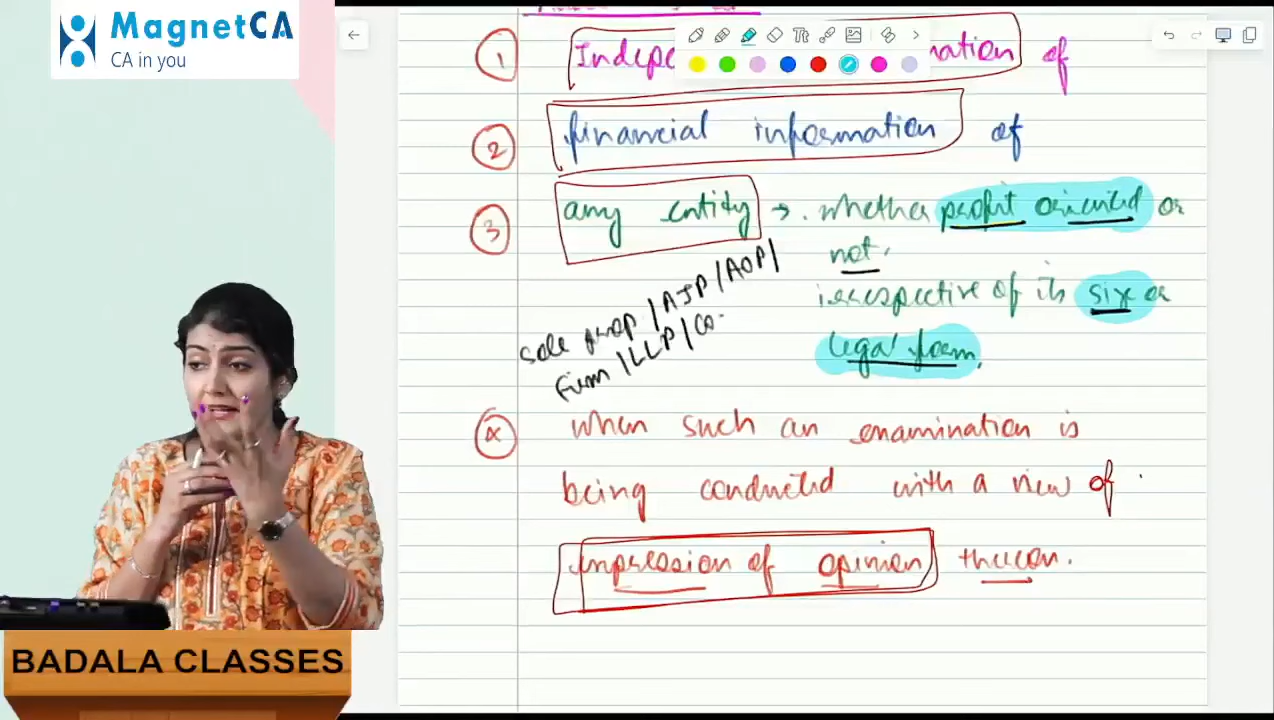 MagnetCA
CA in you
① Indepe mation of
② financial information of
③ any entity → whether profit oriented or
not.
irrespective of its size or
legal form.
sole prop / AJP / AOP /
Firm / LLP / Co.
④ when such an examination is
being conducted with a view of
expression of opinion thereon.
BADALA CLASSES